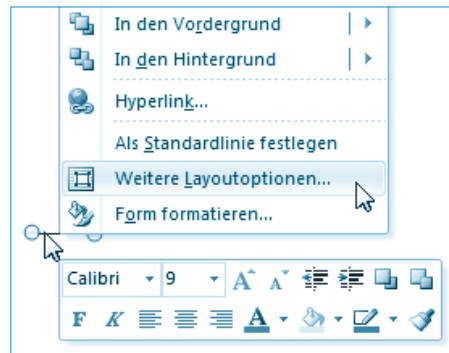 In den Vordergrund
In den Hintergrund
Hyperlink...
Als Standardlinie festlegen
Weitere Layoutoptionen...
Form formatieren...
Calibri 9 A A
F K A